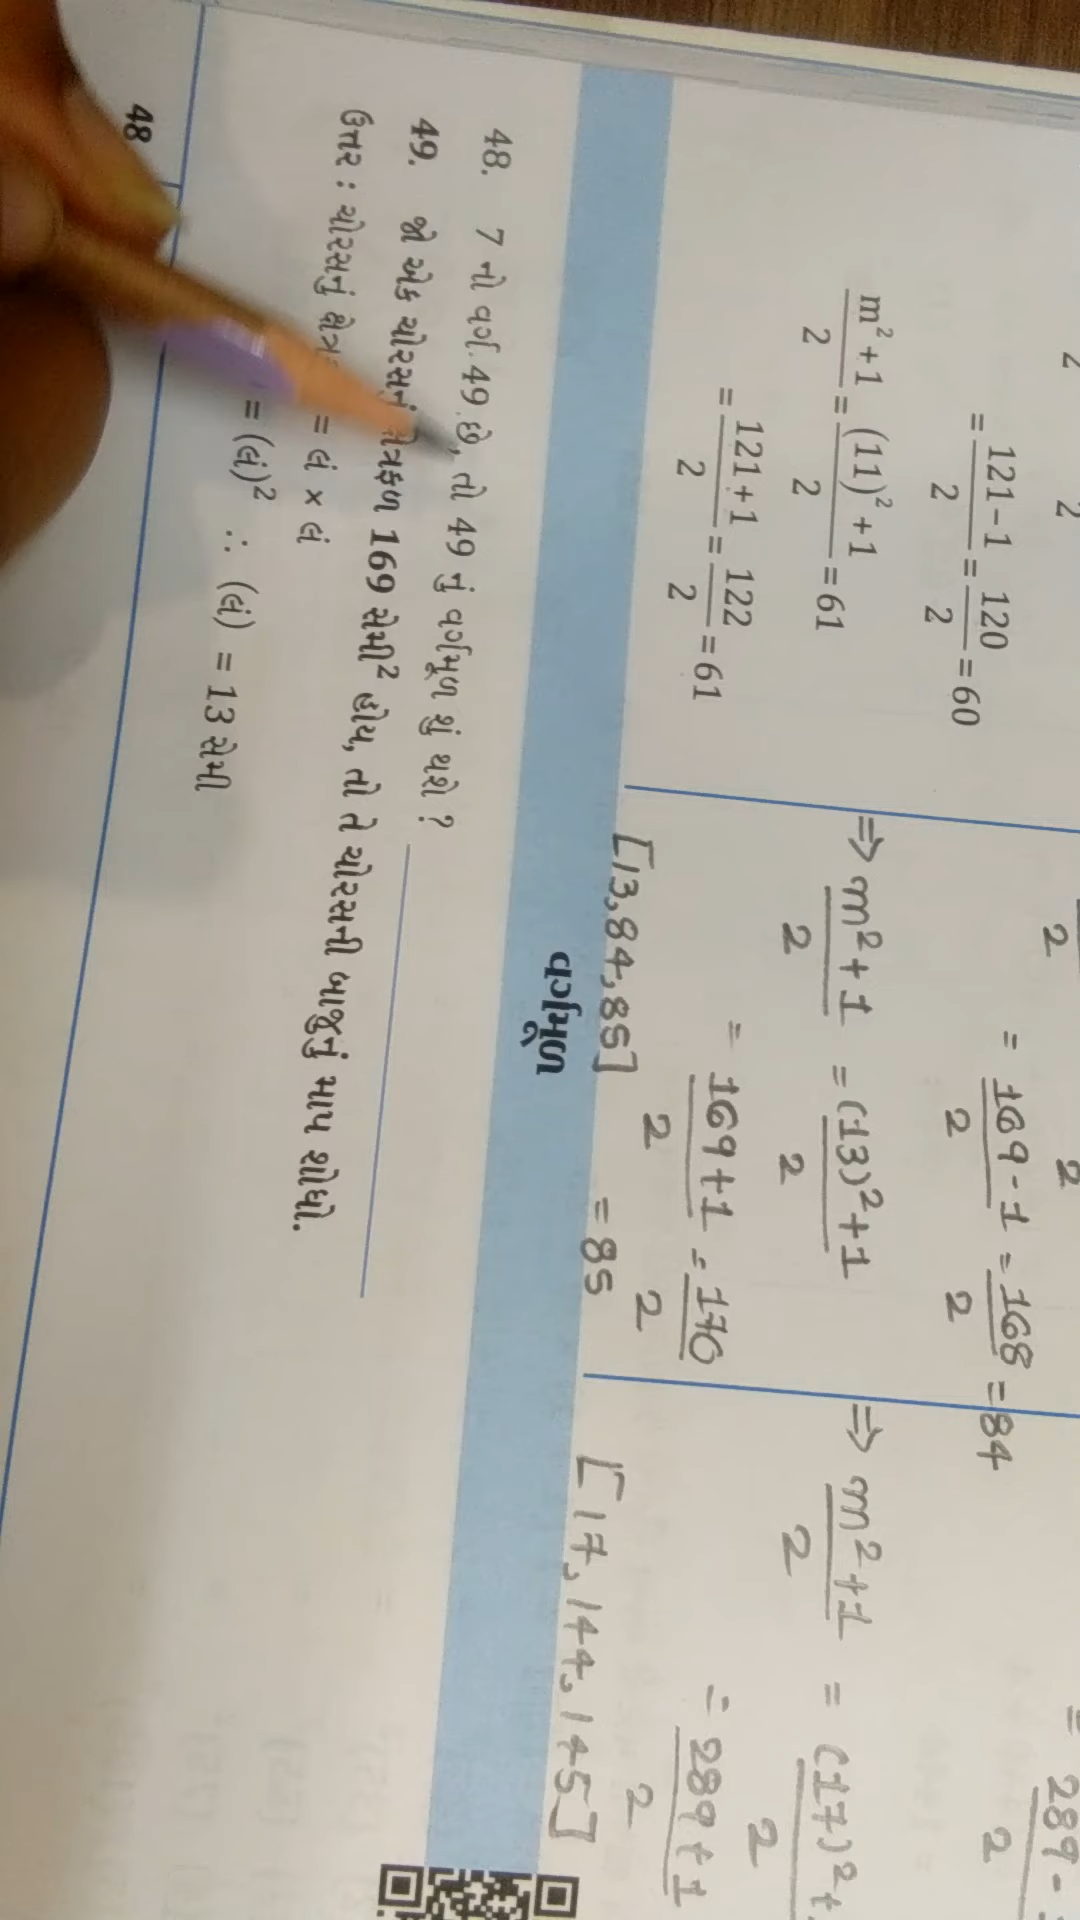 2
= 121−1/2 = 120/2 = 60
m²+1/2 = (11)²+1/2 = 61
= 121+1/2 = 122/2 = 61
2
= 169-1/2 = 168/2 = 84
⇒ m²+1/2 = (13)²+1/2
= 169+1/2 = 170/2
[13,84,85] = 85
= 289-
2
⇒ m²+1/2 = (17)²+
2
= 289+1/2
[17,144,145]
વર્ગમૂળ
48. 7 નો વર્ગ 49 છે, તો 49 નું વર્ગમૂળ શું થશે ?
49. જો એક ચોરસનું ક્ષેત્રફળ 169 સેમી² હોય, તો તે ચોરસની બાજુનું માપ શોધો.
ઉત્તર : ચોરસનું = લં × લં
= (લં)² ∴ (લં) = 13 સેમી
48